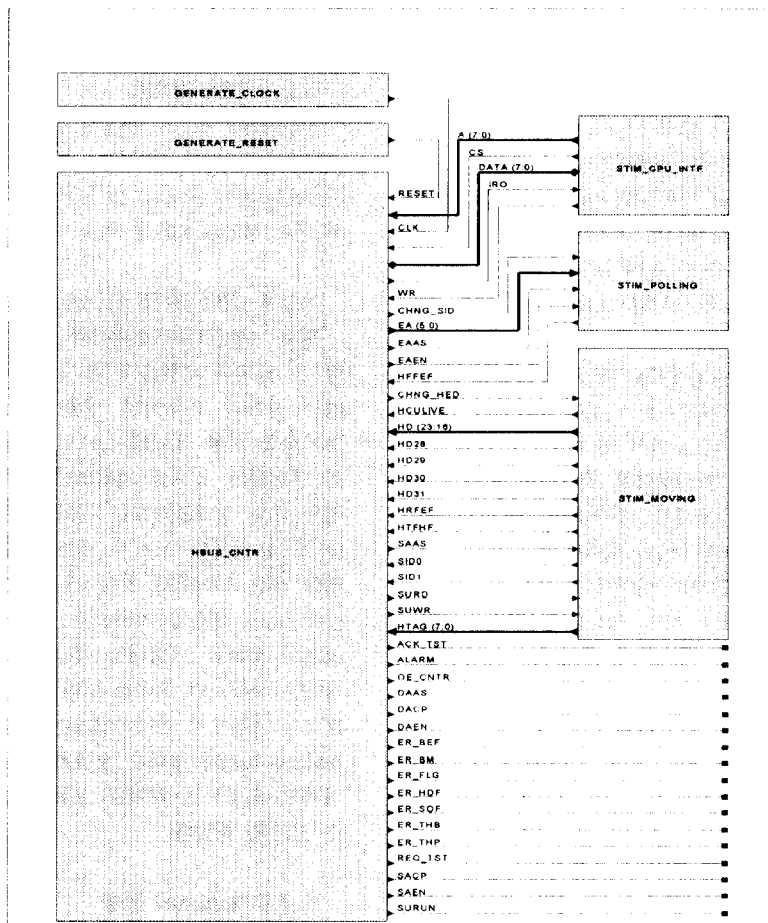 GENERATE_CLOCK
GENERATE_RESET
A (7:0)
CS
DATA (7:0)
IRQ
STIM_CPU_INTF
RESET
CLK
WR
CHNG_SID
EA (5:0)
EAAS
EAEN
HFFEF
STIM_POLLING
CHNG_HED
HCULIVE
HD (23:16)
HD28
HD29
HD30
HD31
HRFEF
HTFHF
SAAS
SID0
SID1
SURD
SUWR
HTAG (7:0)
STIM_MOVING
HBUS_CNTR
ACK_TST
ALARM
OE_CNTR
DAAS
DACP
DAEN
ER_BEF
ER_BM
ER_FLG
ER_HDF
ER_SQF
ER_THB
ER_THP
REQ_TST
SACP
SAEN
SURUN